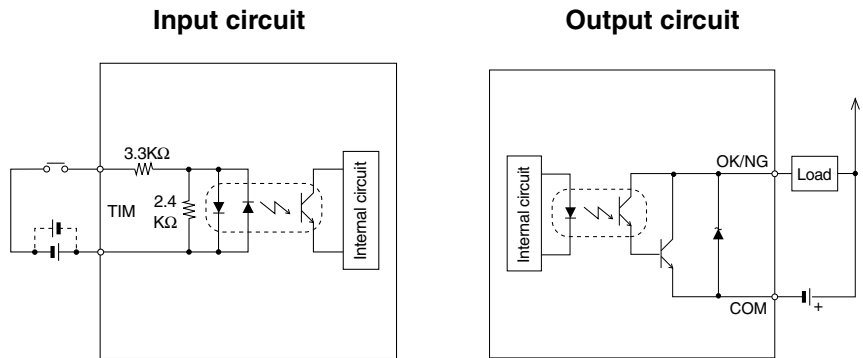 Input circuit
Output circuit
3.3KΩ
TIM
2.4
KΩ
Internal circuit
Internal circuit
OK/NG
Load
COM
+